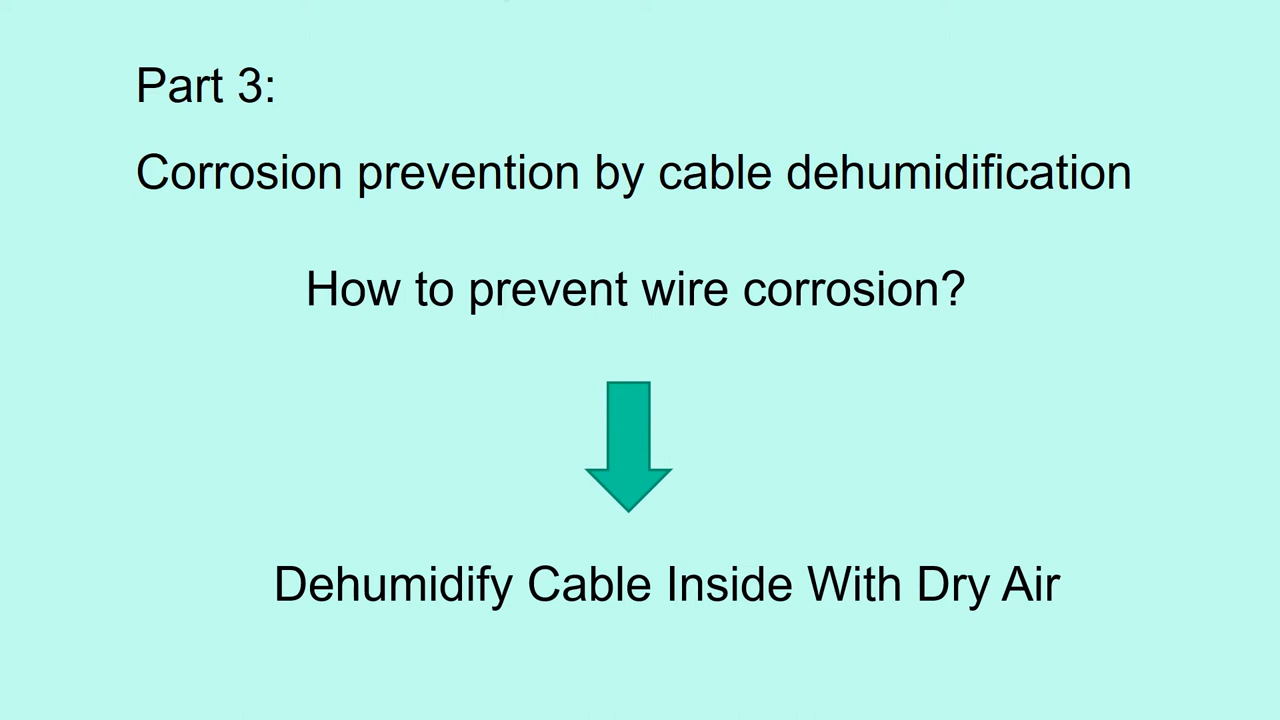 Part 3:
Corrosion prevention by cable dehumidification
How to prevent wire corrosion?
Dehumidify Cable Inside With Dry Air